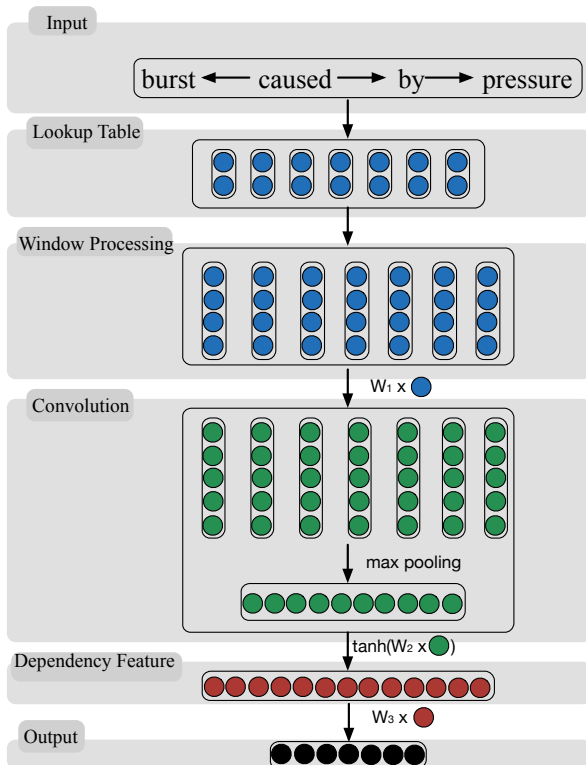 Input
burst caused by pressure
Lookup Table
Window Processing
W1 x
Convolution
max pooling
tanh(W2 x )
Dependency Feature
W3 x
Output